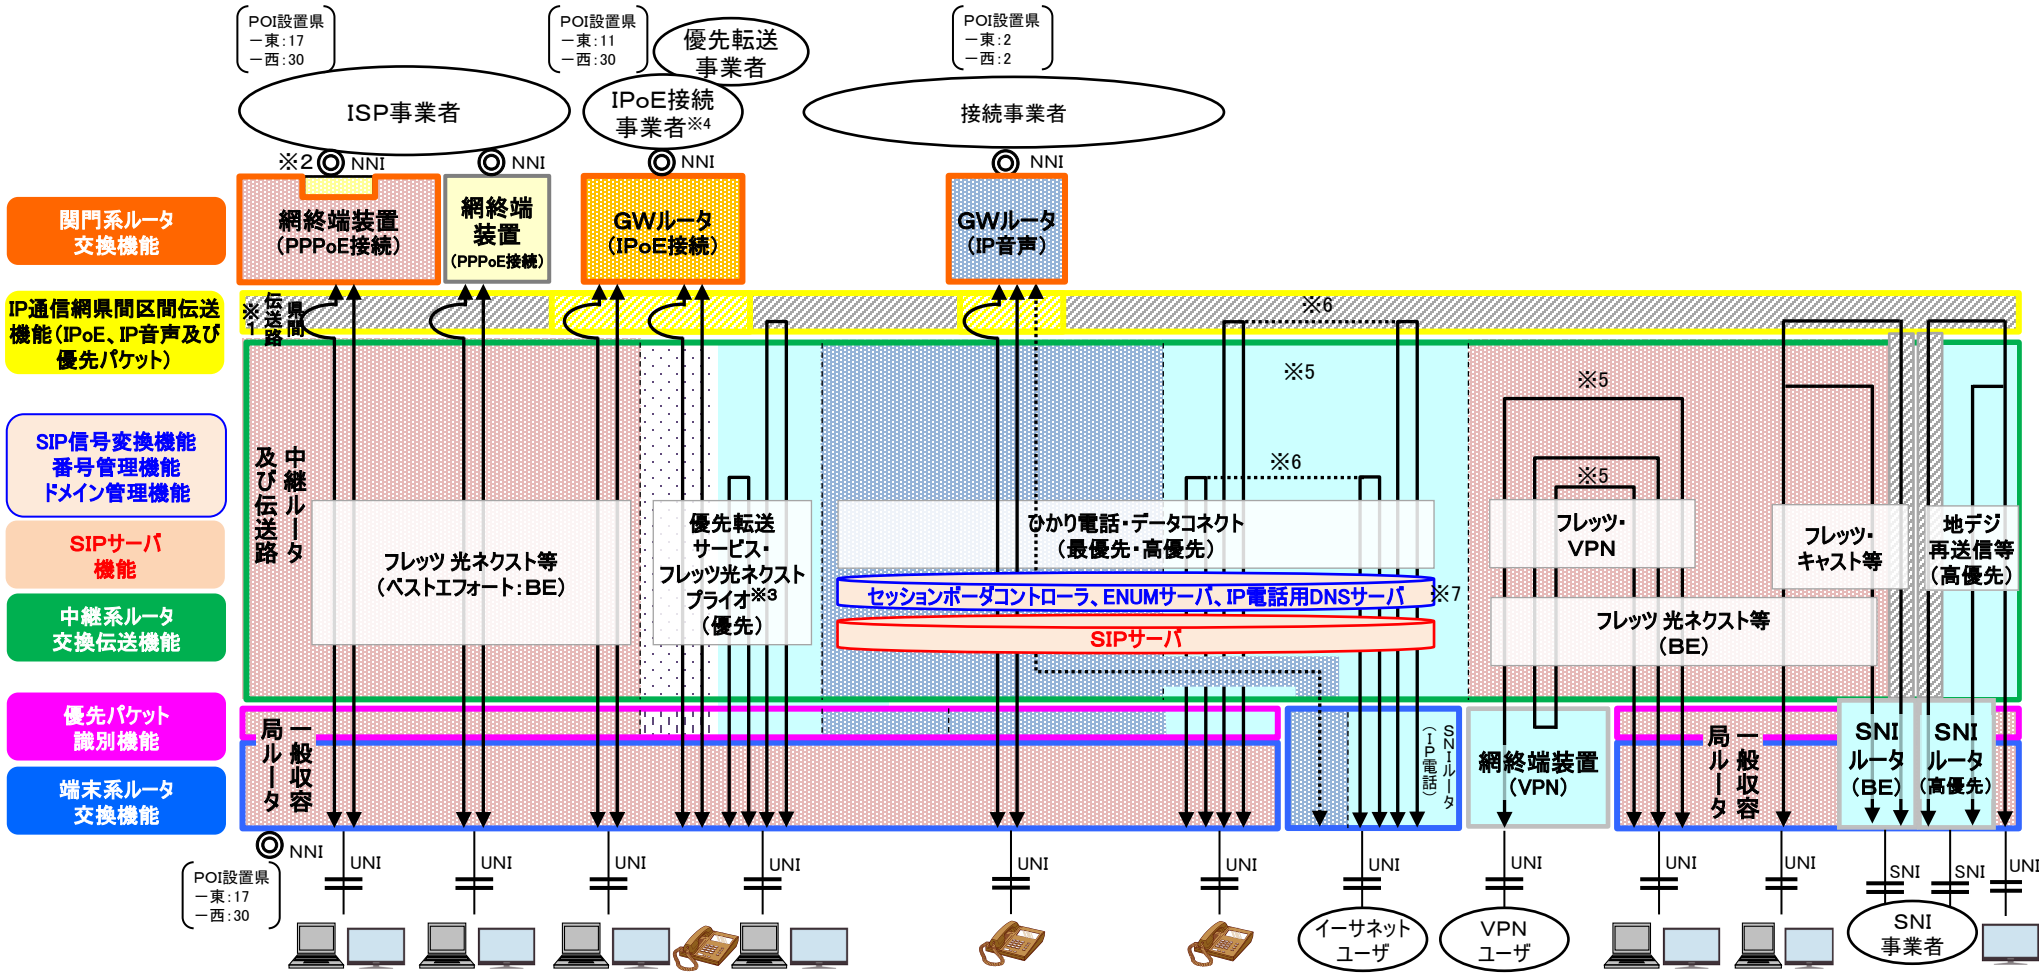 POI設置県
－東:17
－西:30
POI設置県
－東:11
－西:30
優先転送
事業者
POI設置県
－東:2
－西:2
ISP事業者
IPoE接続
事業者※4
接続事業者
※2
NNI
NNI
NNI
NNI
関門系ルータ
交換機能
網終端装置
(PPPoE接続)
網終端
装置
(PPPoE接続)
GWルータ
(IPoE接続)
GWルータ
(IP音声)
IP通信網県間区間伝送
機能(IPoE、IP音声及び
優先パケット)
県間
伝送路
※1
※6
※5
※5
※6
※5
SIP信号変換機能
番号管理機能
ドメイン管理機能
SIPサーバ
機能
中継系ルータ
交換伝送機能
中継ルータ
及び伝送路
フレッツ 光ネクスト等
(ベストエフォート:BE)
優先転送
サービス・
フレッツ光ネクスト
プライオ※3
(優先)
ひかり電話・データコネクト
(最優先・高優先)
セッションボーダコントローラ、ENUMサーバ、IP電話用DNSサーバ
※7
SIPサーバ
フレッツ・
VPN
フレッツ 光ネクスト等
(BE)
フレッツ・
キャスト等
地デジ
再送信等
(高優先)
優先パケット
識別機能
端末系ルータ
交換機能
一般収容
局ルータ
SNIルータ
(IP電話)
網終端装置
(VPN)
一般収容
局ルータ
SNI
ルータ
(BE)
SNI
ルータ
(高優先)
NNI
POI設置県
－東:17
－西:30
UNI
UNI
UNI
UNI
UNI
UNI
UNI
UNI
UNI
UNI
SNI
SNI
UNI
イーサネット
ユーザ
VPN
ユーザ
SNI
事業者